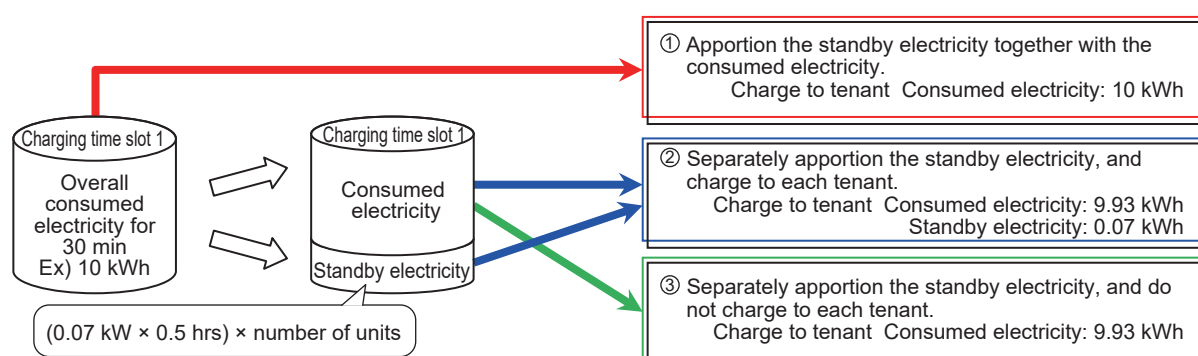 ① Apportion the standby electricity together with the
consumed electricity.
Charge to tenant  Consumed electricity: 10 kWh
Charging time slot 1
Overall
consumed
electricity for
30 min
Ex) 10 kWh
Charging time slot 1
Consumed
electricity
Standby electricity
(0.07 kW × 0.5 hrs) × number of units
② Separately apportion the standby electricity, and
charge to each tenant.
Charge to tenant  Consumed electricity: 9.93 kWh
Standby electricity: 0.07 kWh
③ Separately apportion the standby electricity, and do
not charge to each tenant.
Charge to tenant  Consumed electricity: 9.93 kWh